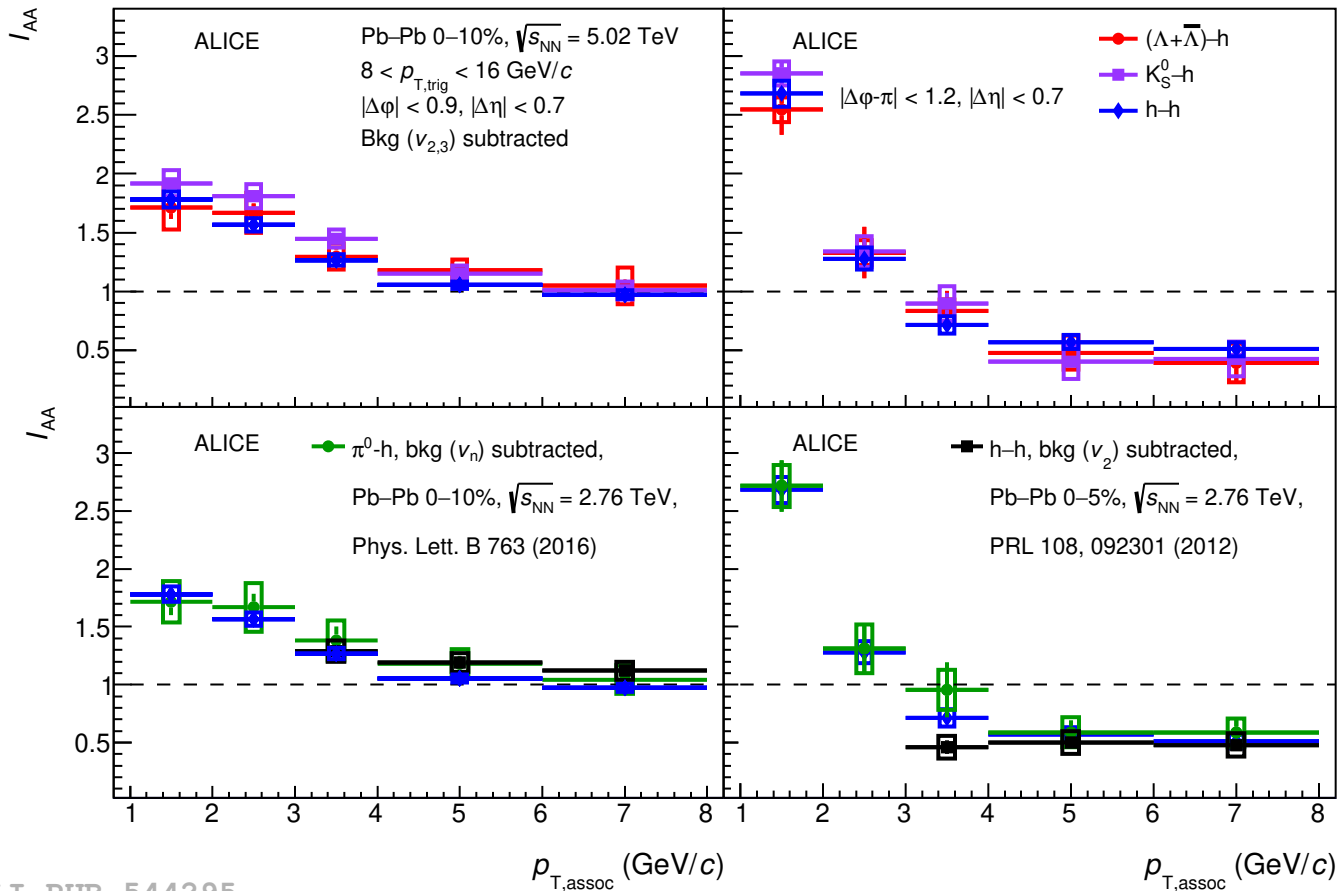 I_AA
ALICE
Pb–Pb 0–10%, √s_NN = 5.02 TeV
8 < p_T,trig < 16 GeV/c
|Δφ| < 0.9, |Δη| < 0.7
Bkg (v_2,3) subtracted
3
2.5
2
1.5
1
0.5
ALICE
(Λ+Λ̅)–h
K⁰_S–h
h–h
|Δφ-π| < 1.2, |Δη| < 0.7
I_AA
ALICE
π⁰-h, bkg (v_n) subtracted,
Pb–Pb 0–10%, √s_NN = 2.76 TeV,
Phys. Lett. B 763 (2016)
3
2.5
2
1.5
1
0.5
1 2 3 4 5 6 7 8
p_T,assoc (GeV/c)
ALICE
h–h, bkg (v_2) subtracted,
Pb–Pb 0–5%, √s_NN = 2.76 TeV,
PRL 108, 092301 (2012)
1 2 3 4 5 6 7 8
p_T,assoc (GeV/c)